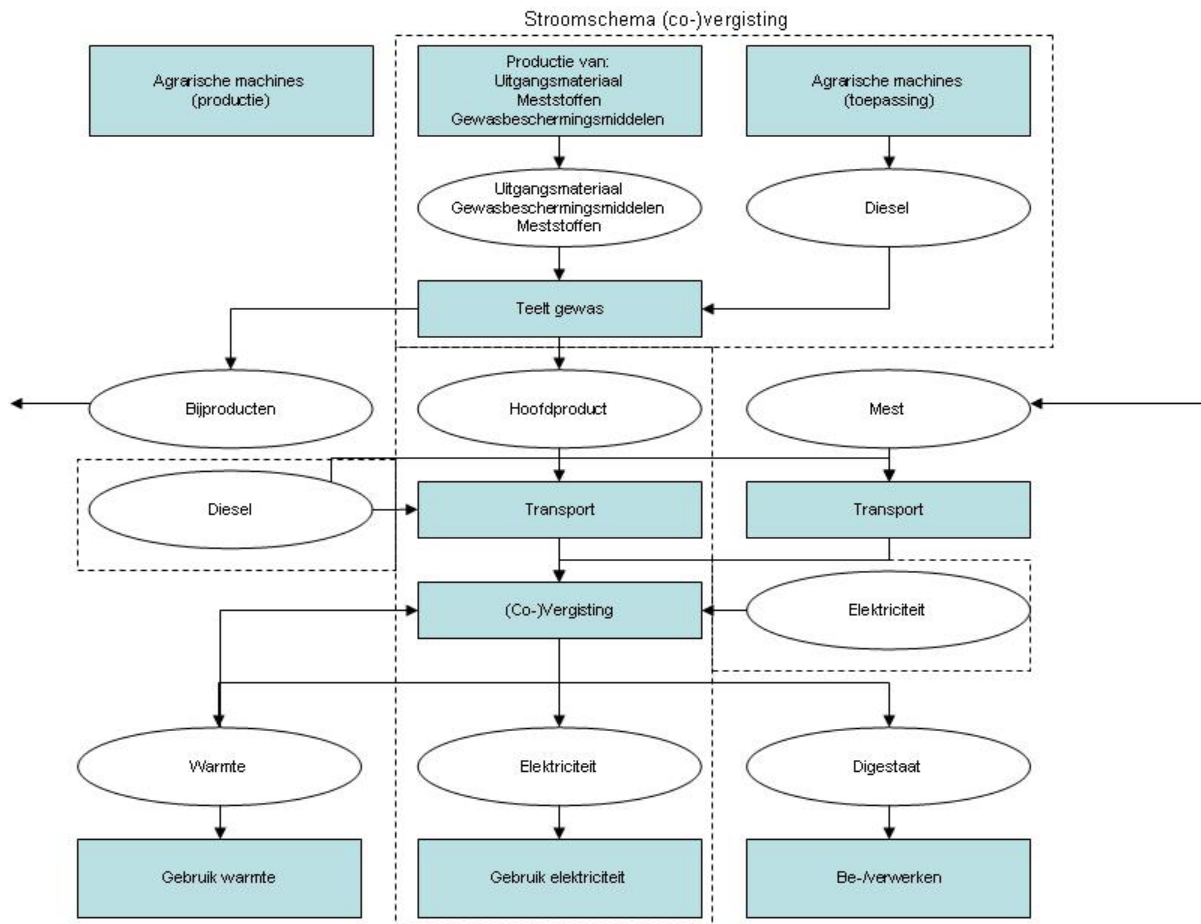 Stroomschema (co-)vergisting
Agrarische machines
(productie)
Productie van:
Uitgangsmateriaal
Meststoffen
Gewasbeschermingsmiddelen
Agrarische machines
(toepassing)
Uitgangsmateriaal
Gewasbeschermingsmiddelen
Meststoffen
Diesel
Teelt gewas
Bijproducten
Hoofdproduct
Mest
Diesel
Transport
Transport
(Co-)Vergisting
Elektriciteit
Warmte
Elektriciteit
Digestaat
Gebruik warmte
Gebruik elektriciteit
Be-/verwerken